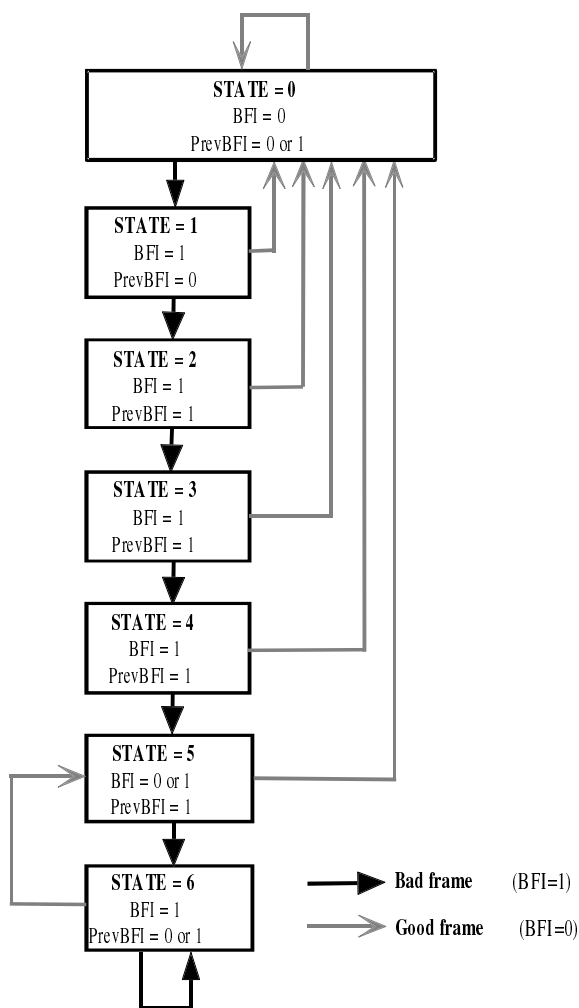 STATE = 0
BFI = 0
PrevBFI = 0 or 1
STATE = 1
BFI = 1
PrevBFI = 0
STATE = 2
BFI = 1
PrevBFI = 1
STATE = 3
BFI = 1
PrevBFI = 1
STATE = 4
BFI = 1
PrevBFI = 1
STATE = 5
BFI = 0 or 1
PrevBFI = 1
STATE = 6
BFI = 1
PrevBFI = 0 or 1
Bad frame (BFI=1)
Good frame (BFI=0)